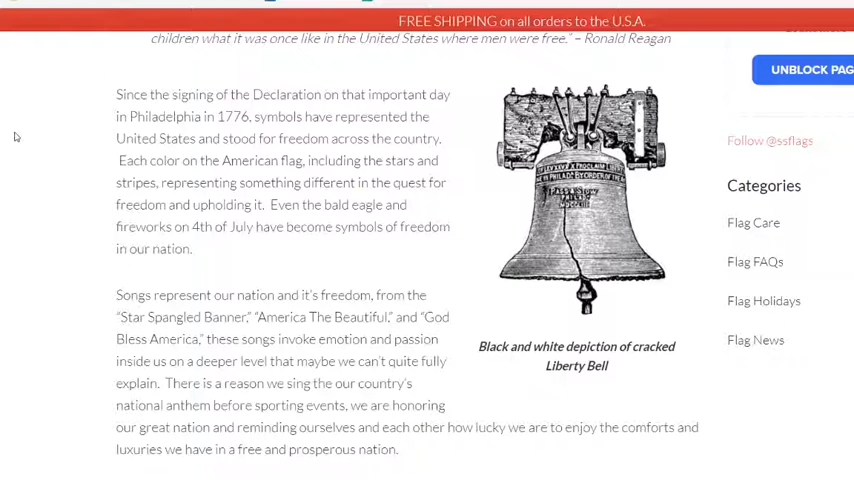 FREE SHIPPING on all orders to the U.S.A.
children what it was once like in the United States where men were free." – Ronald Reagan
UNBLOCK PAG
Since the signing of the Declaration on that important day
in Philadelphia in 1776, symbols have represented the
United States and stood for freedom across the country.
Each color on the American flag, including the stars and
stripes, representing something different in the quest for
freedom and upholding it. Even the bald eagle and
fireworks on 4th of July have become symbols of freedom
in our nation.
Songs represent our nation and it's freedom, from the
"Star Spangled Banner," "America The Beautiful," and "God
Bless America," these songs invoke emotion and passion
inside us on a deeper level that maybe we can't quite fully
explain. There is a reason we sing the our country's
national anthem before sporting events, we are honoring
our great nation and reminding ourselves and each other how lucky we are to enjoy the comforts and
luxuries we have in a free and prosperous nation.
Black and white depiction of cracked
Liberty Bell
Follow @ssflags
Categories
Flag Care
Flag FAQs
Flag Holidays
Flag News